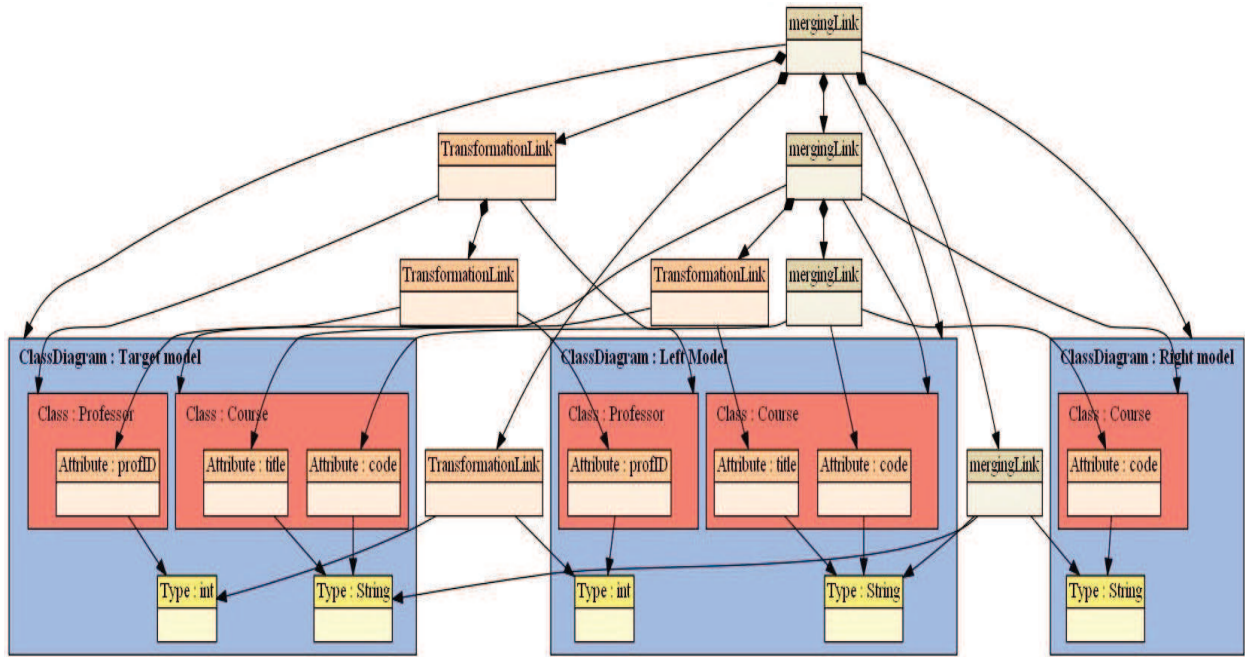 mergingLink
TransformationLink
mergingLink
TransformationLink
TransformationLink
mergingLink
ClassDiagram : Target model
ClassDiagram : Left Model
ClassDiagram : Right model
Class : Professor
Class : Course
Class : Professor
Class : Course
Class : Course
Attribute : profID
Attribute : title
Attribute : code
TransformationLink
Attribute : profID
Attribute : title
Attribute : code
mergingLink
Attribute : code
Type : int
Type : String
Type : int
Type : String
Type : String